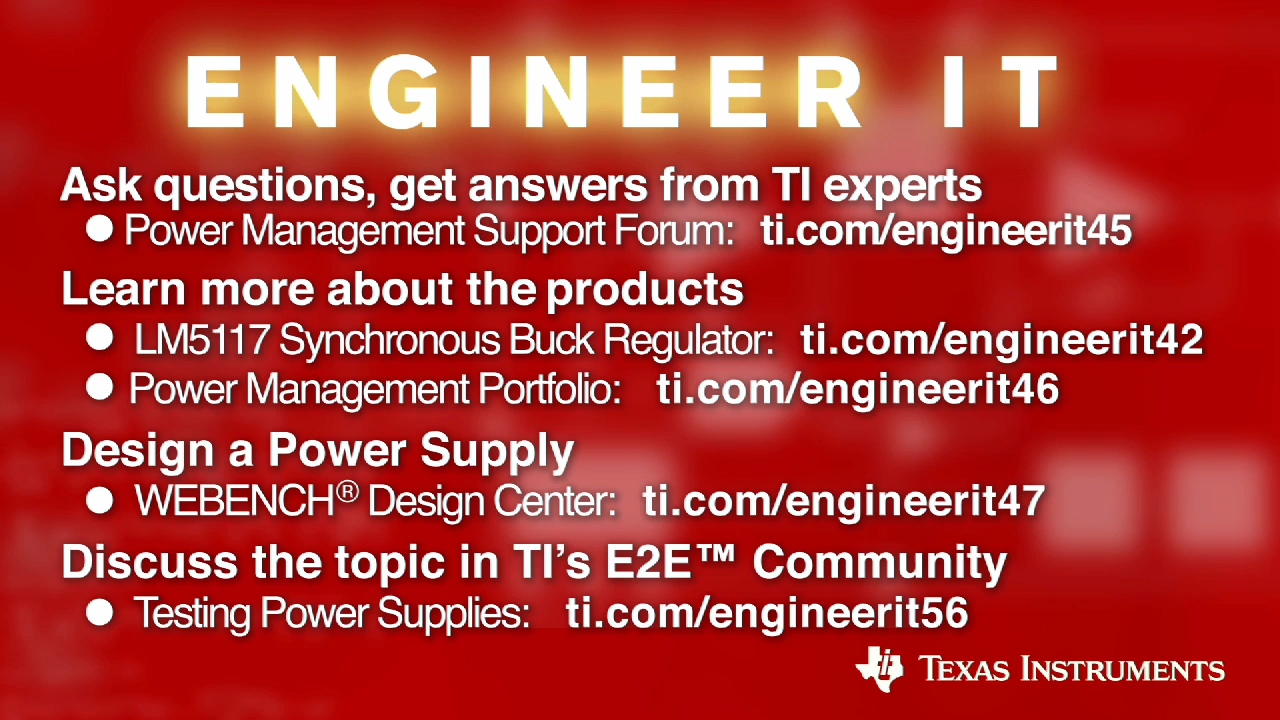 ENGINEER IT
Ask questions, get answers from TI experts
● Power Management Support Forum: ti.com/engineerit45
Learn more about the products
● LM5117 Synchronous Buck Regulator: ti.com/engineerit42
● Power Management Portfolio: ti.com/engineerit46
Design a Power Supply
● WEBENCH® Design Center: ti.com/engineerit47
Discuss the topic in TI's E2E™ Community
● Testing Power Supplies: ti.com/engineerit56
ti TEXAS INSTRUMENTS